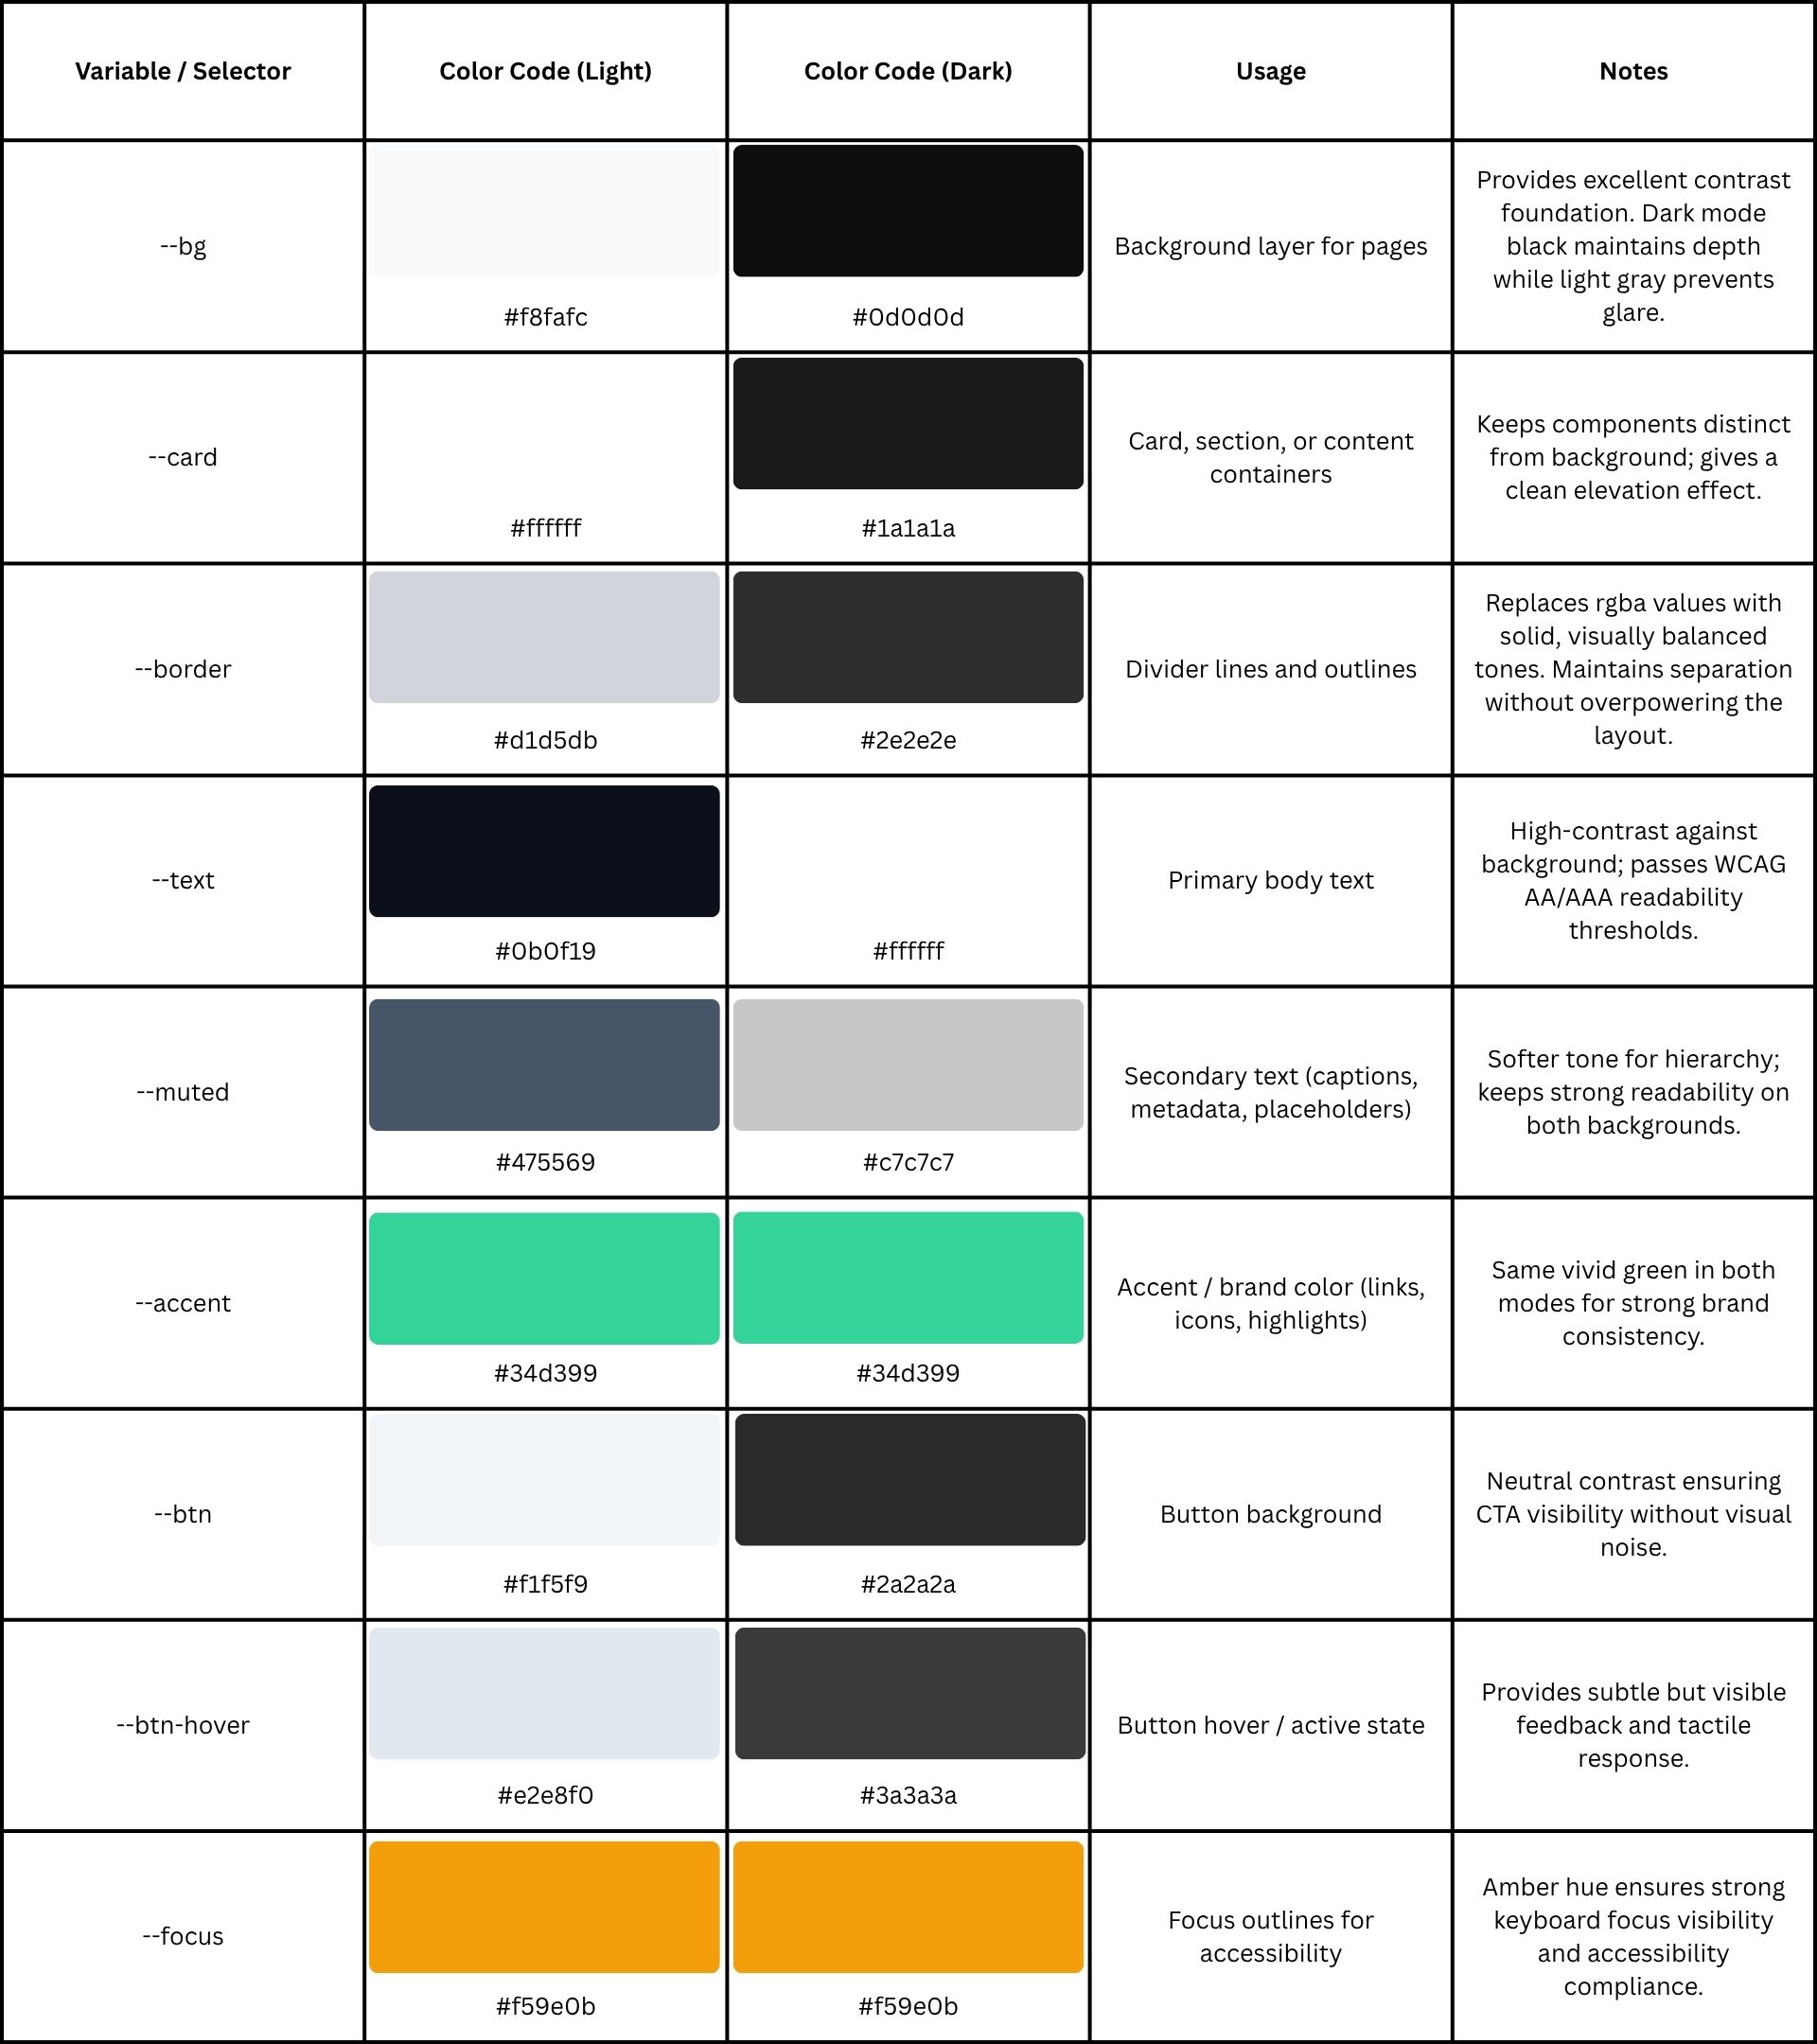 Variable / Selector
Color Code (Light)
Color Code (Dark)
Usage
Notes
--bg
#f8fafc
#0d0d0d
Background layer for pages
Provides excellent contrast
foundation. Dark mode
black maintains depth
while light gray prevents
glare.
--card
#ffffff
#1a1a1a
Card, section, or content
containers
Keeps components distinct
from background; gives a
clean elevation effect.
--border
#d1d5db
#2e2e2e
Divider lines and outlines
Replaces rgba values with
solid, visually balanced
tones. Maintains separation
without overpowering the
layout.
--text
#0b0f19
#ffffff
Primary body text
High-contrast against
background; passes WCAG
AA/AAA readability
thresholds.
--muted
#475569
#c7c7c7
Secondary text (captions,
metadata, placeholders)
Softer tone for hierarchy;
keeps strong readability on
both backgrounds.
--accent
#34d399
#34d399
Accent / brand color (links,
icons, highlights)
Same vivid green in both
modes for strong brand
consistency.
--btn
#f1f5f9
#2a2a2a
Button background
Neutral contrast ensuring
CTA visibility without visual
noise.
--btn-hover
#e2e8f0
#3a3a3a
Button hover / active state
Provides subtle but visible
feedback and tactile
response.
--focus
#f59e0b
#f59e0b
Focus outlines for
accessibility
Amber hue ensures strong
keyboard focus visibility
and accessibility
compliance.